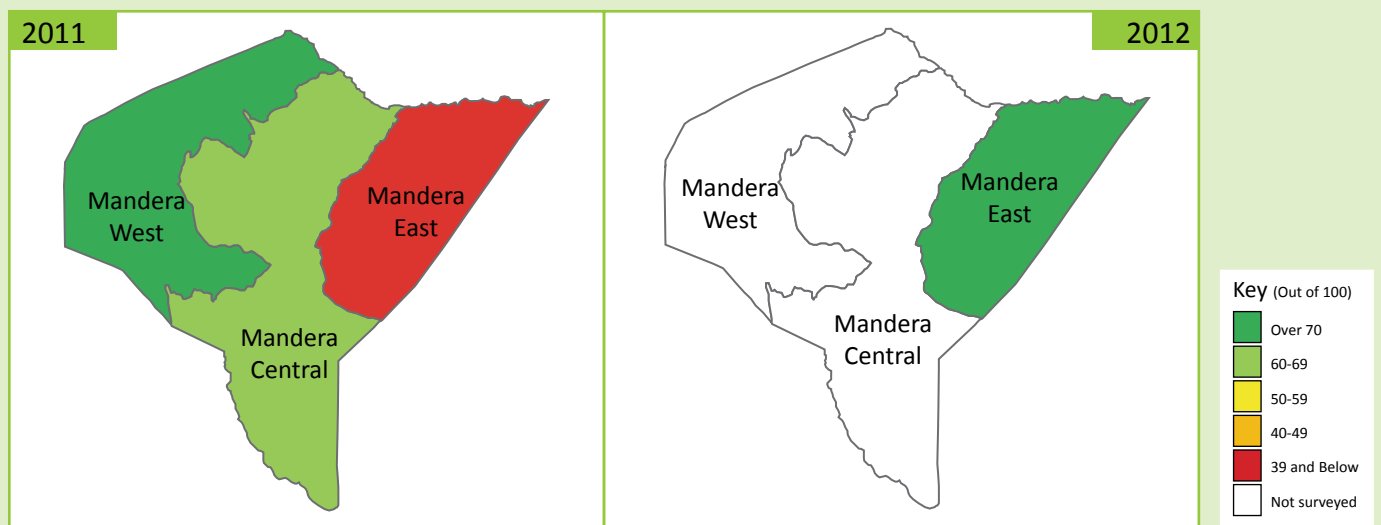 2011
Mandera
West
Mandera
Central
Mandera
East
2012
Mandera
West
Mandera
Central
Mandera
East
Key (Out of 100)
Over 70
60-69
50-59
40-49
39 and Below
Not surveyed